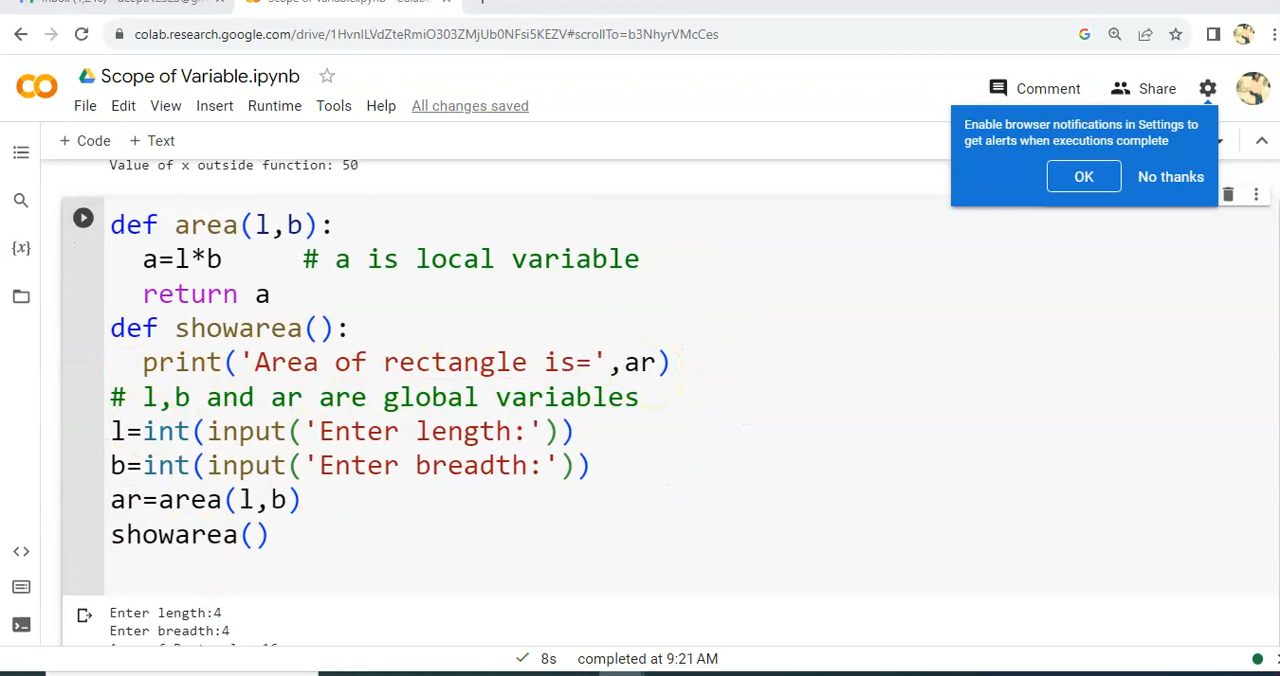 colab.research.google.com/drive/1HvnILVdZteRmiO303ZMjUb0NFsi5KEZV#scrollTo=b3NhyrVMcCes
Scope of Variable.ipynb
Comment
Share
File Edit View Insert Runtime Tools Help All changes saved
Enable browser notifications in Settings to
get alerts when executions complete
OK
No thanks
+ Code + Text
Value of x outside function: 50
def area(l,b):
a=l*b # a is local variable
return a
def showarea():
print('Area of rectangle is=',ar)
# l,b and ar are global variables
l=int(input('Enter length:'))
b=int(input('Enter breadth:'))
ar=area(l,b)
showarea()
Enter length:4
Enter breadth:4
8s completed at 9:21 AM